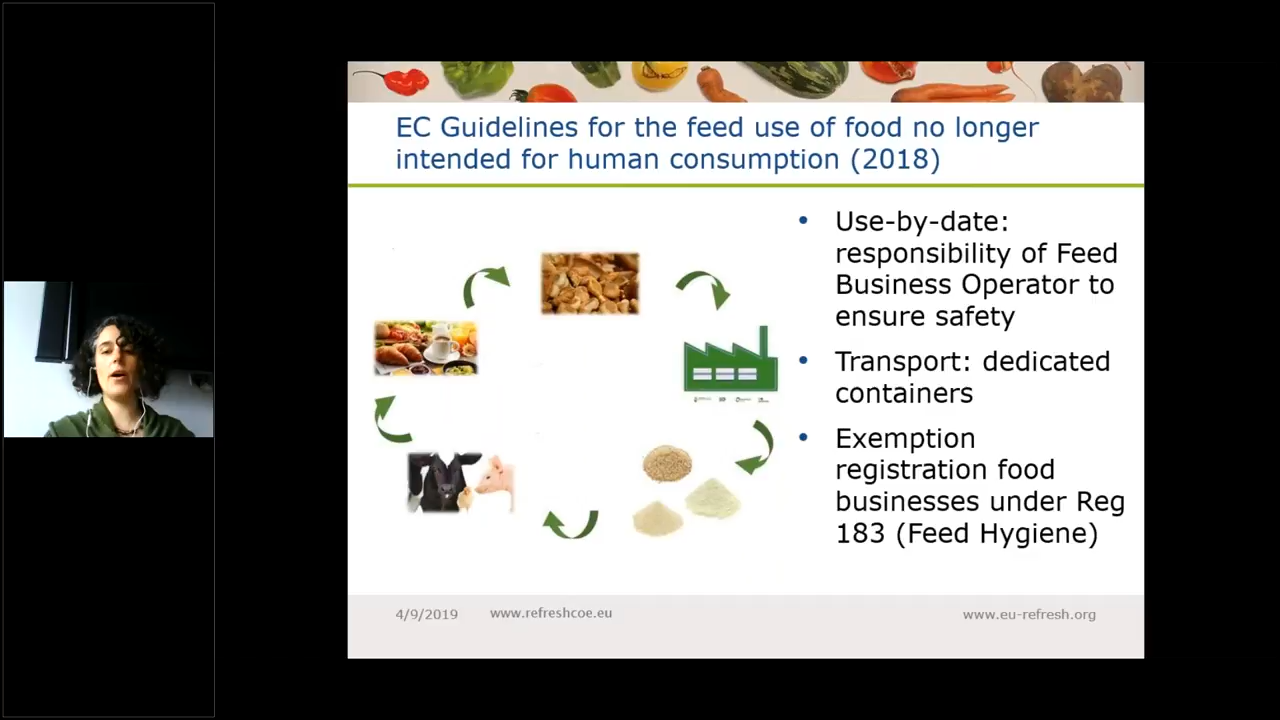 EC Guidelines for the feed use of food no longer
intended for human consumption (2018)
• Use-by-date:
responsibility of Feed
Business Operator to
ensure safety
• Transport: dedicated
containers
• Exemption
registration food
businesses under Reg
183 (Feed Hygiene)
4/9/2019
www.refreshcoe.eu
www.eu-refresh.org